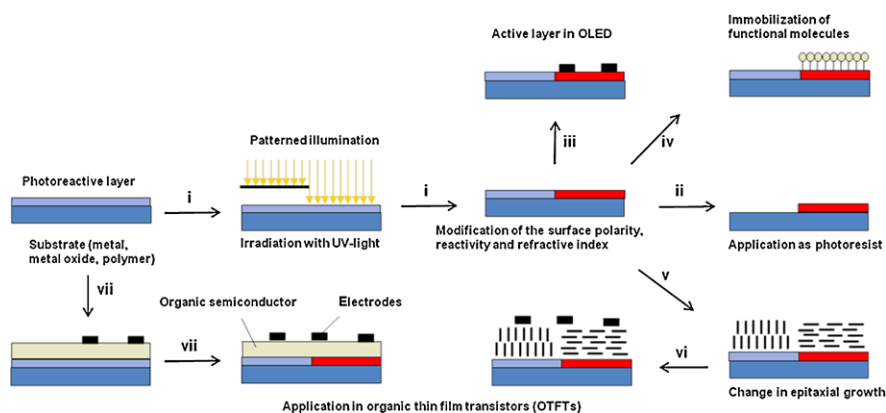 Active layer in OLED
Immobilization of
functional molecules
Patterned illumination
iii
iv
Photoreactive layer
i
i
ii
Substrate (metal,
metal oxide, polymer)
Irradiation with UV-light
Modification of the surface polarity,
reactivity and refractive index
Application as photoresist
vii
v
Organic semiconductor
Electrodes
vii
vi
Change in epitaxial growth
Application in organic thin film transistors (OTFTs)